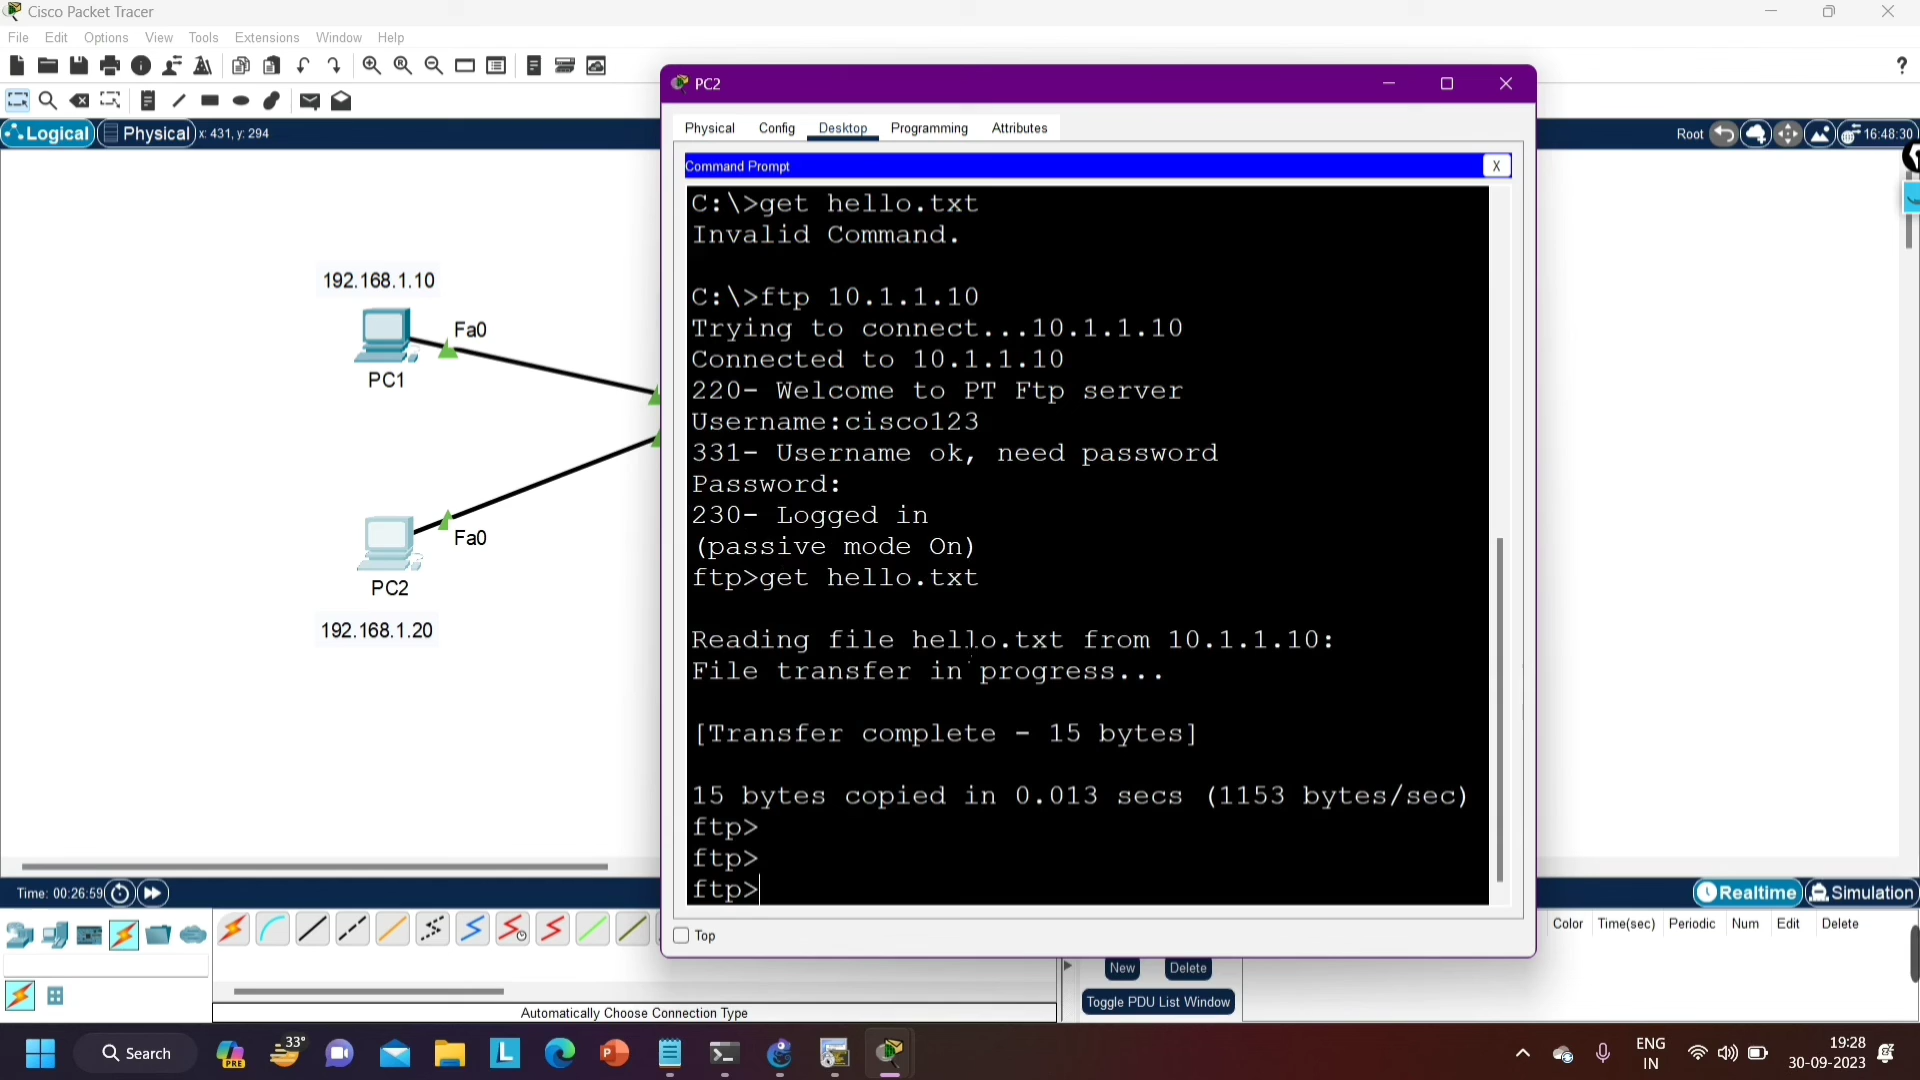 Cisco Packet Tracer
File Edit Options View Tools Extensions Window Help
?
Logical Physical x: 431, y: 294
Root 16:48:30
192.168.1.10
Fa0
PC1
Fa0
PC2
192.168.1.20
PC2
Physical Config Desktop Programming Attributes
Command Prompt X
C:\>get hello.txt
Invalid Command.
C:\>ftp 10.1.1.10
Trying to connect...10.1.1.10
Connected to 10.1.1.10
220- Welcome to PT Ftp server
Username:cisco123
331- Username ok, need password
Password:
230- Logged in
(passive mode On)
ftp>get hello.txt
Reading file hello.txt from 10.1.1.10:
File transfer in progress...
[Transfer complete - 15 bytes]
15 bytes copied in 0.013 secs (1153 bytes/sec)
ftp>
ftp>
ftp>
Top
Time: 00:26:59
Realtime Simulation
Color Time(sec) Periodic Num Edit Delete
New Delete
Toggle PDU List Window
Automatically Choose Connection Type
Search
PRE
33°
L
P
ENG
IN
19:28
30-09-2023